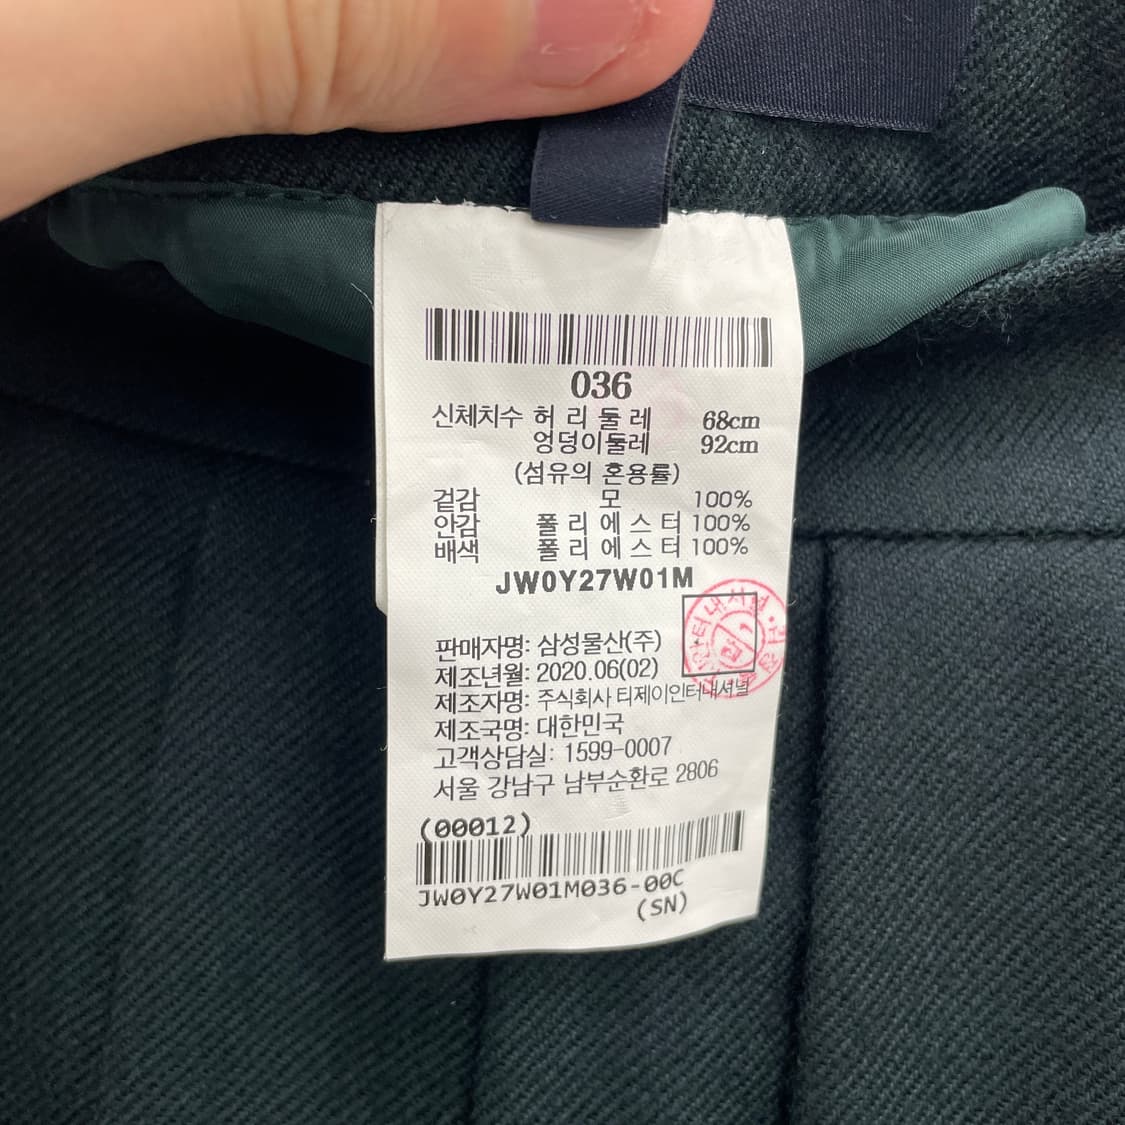 036
신체치수 허 리 둘 레 68cm
엉덩이둘레 92cm
(섬유의 혼용률)
겉감 모 100%
안감 폴 리 에 스 터 100%
배색 폴 리 에 스 터 100%
JW0Y27W01M
판매자명: 삼성물산(주)
제조년월: 2020.06(02)
제조자명: 주식회사 티제이인터내셔널
제조국명: 대한민국
고객상담실: 1599-0007
서울 강남구 남부순환로 2806
(00012)
JW0Y27W01M036-00C
(SN)